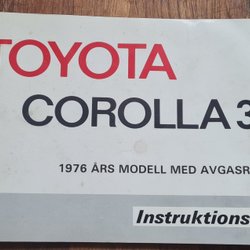 TOYOTA
COROLLA 3
1976 ÅRS MODELL MED AVGASR
Instruktions